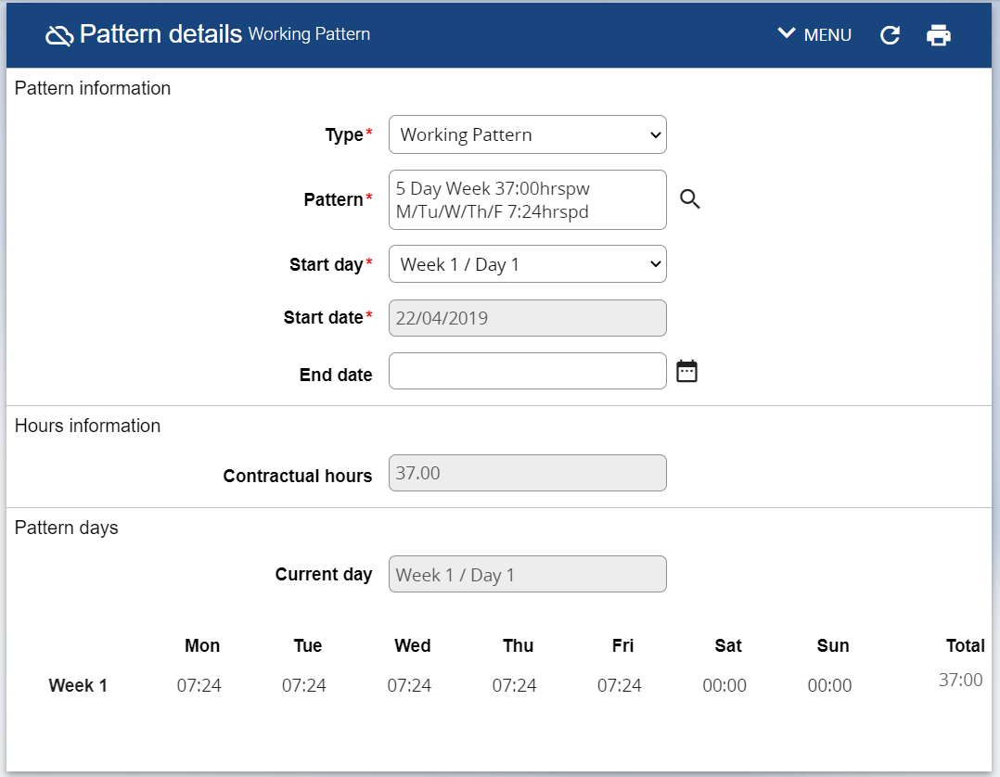 Pattern details Working Pattern MENU
Pattern information
Type* Working Pattern
Pattern* 5 Day Week 37:00hrspw
M/Tu/W/Th/F 7:24hrspd
Start day* Week 1 / Day 1
Start date* 22/04/2019
End date
Hours information
Contractual hours 37.00
Pattern days
Current day Week 1 / Day 1
Mon Tue Wed Thu Fri Sat Sun Total
Week 1 07:24 07:24 07:24 07:24 07:24 00:00 00:00 37:00